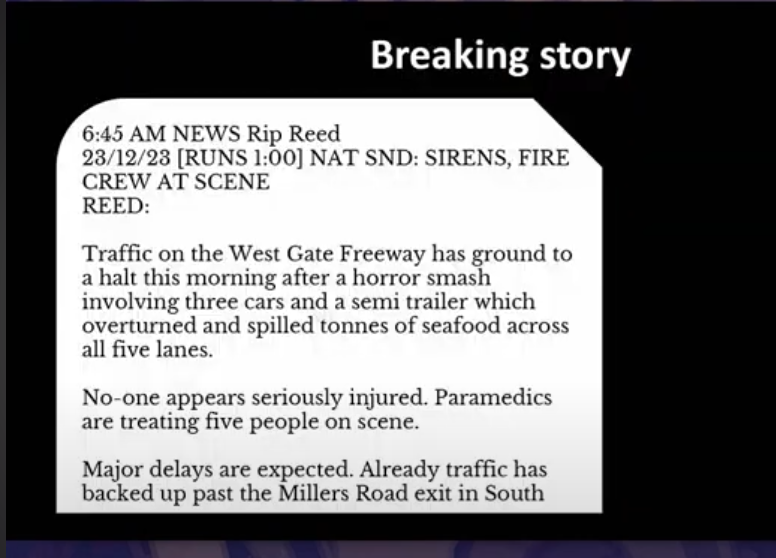 Breaking story
6:45 AM NEWS Rip Reed
23/12/23 [RUNS 1:00] NAT SND: SIRENS, FIRE
CREW AT SCENE
REED:
Traffic on the West Gate Freeway has ground to
a halt this morning after a horror smash
involving three cars and a semi trailer which
overturned and spilled tonnes of seafood across
all five lanes.
No-one appears seriously injured. Paramedics
are treating five people on scene.
Major delays are expected. Already traffic has
backed up past the Millers Road exit in South